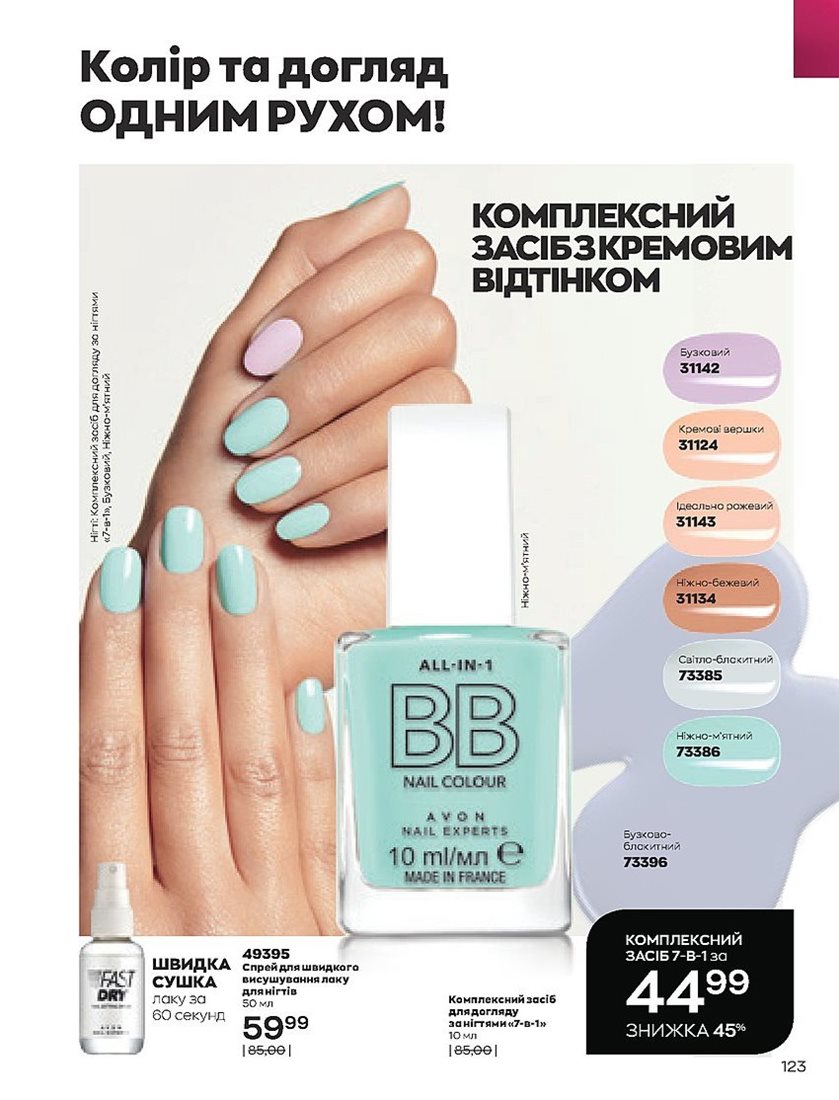 Колір та догляд
ОДНИМ РУХОМ!
КОМПЛЕКСНИЙ
ЗАСІБ З КРЕМОВИМ
ВІДТІНКОМ
Нігті: Комплексний засіб для догляду за нігтями
«7-в-1», Бузковий, Ніжно-м'ятний
Бузковий
31142
Кремові вершки
31124
Ідеально рожевий
31143
Ніжно-бежевий
31134
Світло-блакитний
73385
Ніжно-м'ятний
73386
Бузково-
блакитний
73396
Ніжно-м'ятний
ALL-IN-1
BB
NAIL COLOUR
AVON
NAIL EXPERTS
10 ml/мл e
MADE IN FRANCE
FAST
DRY
AVON
ШВИДКА
СУШКА
лаку за
60 секунд
49395
Спрей для швидкого
висушування лаку
для нігтів
50 мл
59⁹⁹
|85,00|
Комплексний засіб
для догляду
за нігтями «7-в-1»
10 мл
|85,00|
КОМПЛЕКСНИЙ
ЗАСІБ 7-В-1 за
44⁹⁹
ЗНИЖКА 45%
123